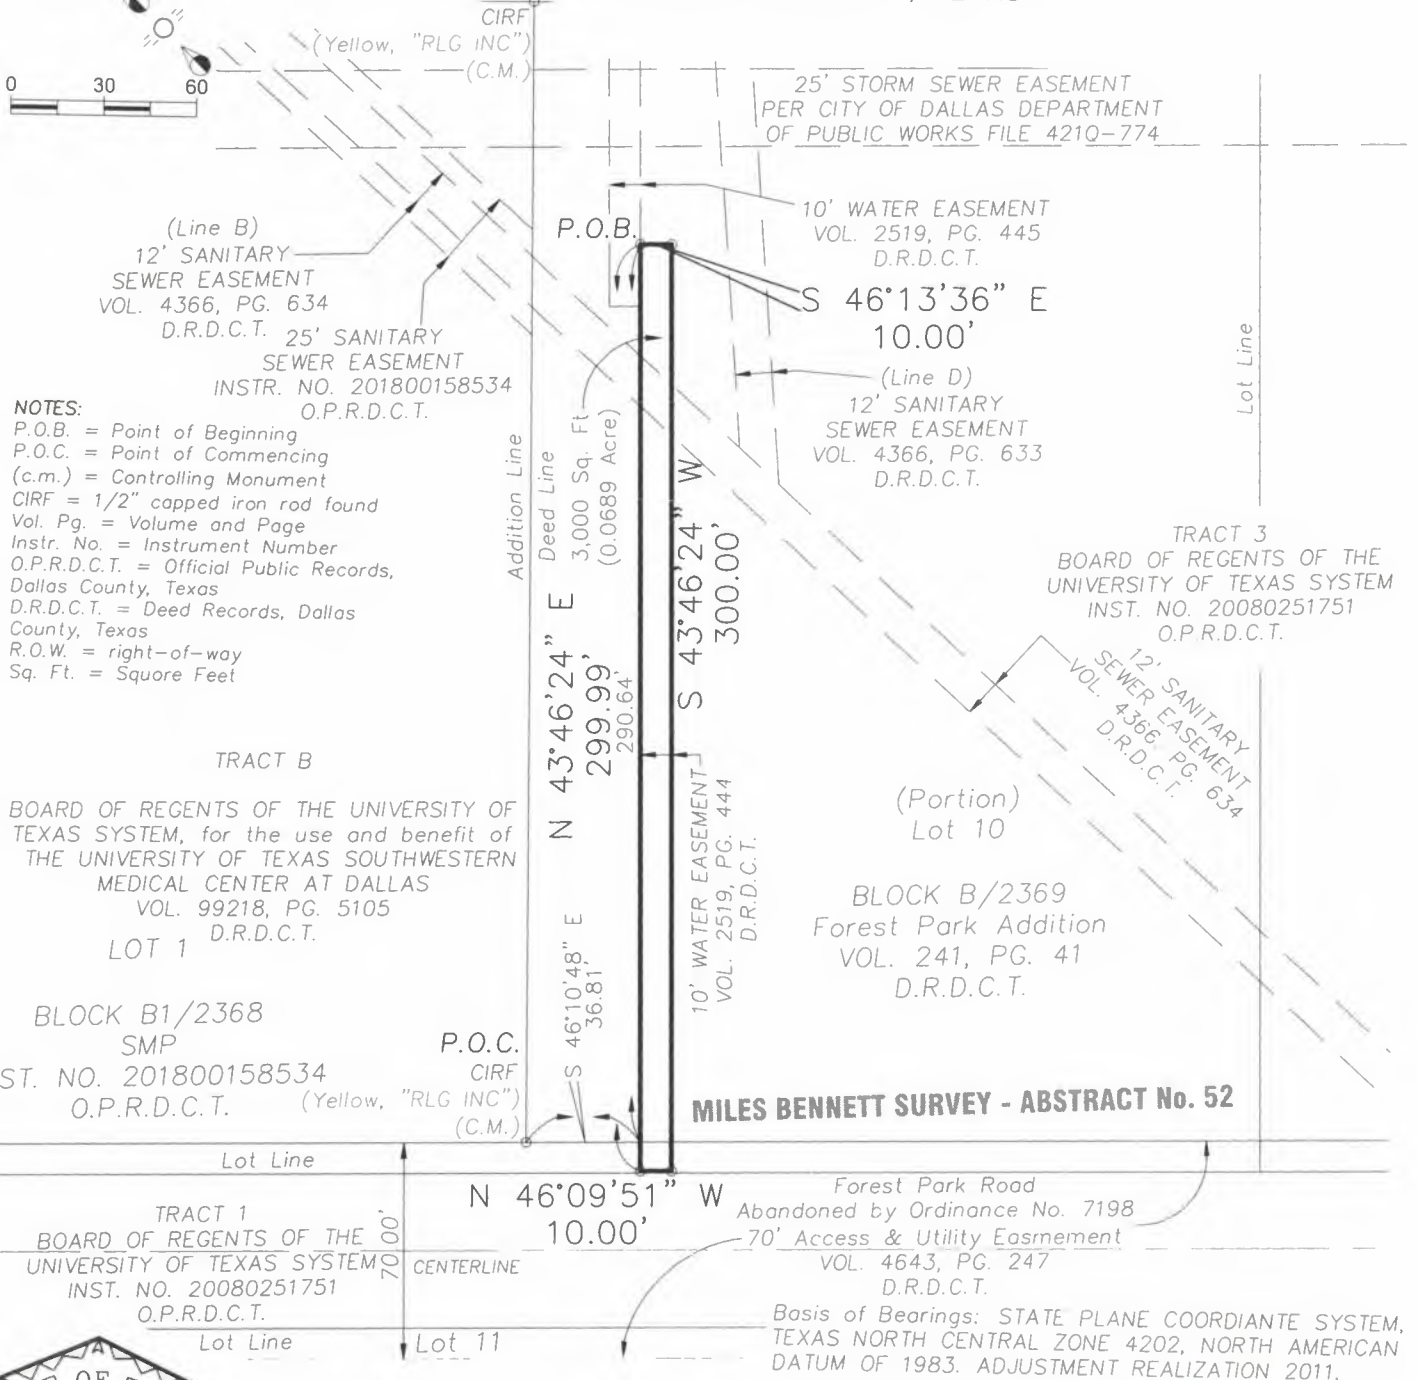 CIRF
(Yellow, "RLG INC")
(C.M.)
0 30 60
25' STORM SEWER EASEMENT
PER CITY OF DALLAS DEPARTMENT
OF PUBLIC WORKS FILE 421Q-774
(Line B)
12' SANITARY
SEWER EASEMENT
VOL. 4366, PG. 634
D.R.D.C.T.
25' SANITARY
SEWER EASEMENT
INSTR. NO. 201800158534
O.P.R.D.C.T.
P.O.B.
10' WATER EASEMENT
VOL. 2519, PG. 445
D.R.D.C.T.
S 46°13'36" E
10.00'
(Line D)
12' SANITARY
SEWER EASEMENT
VOL. 4366, PG. 633
D.R.D.C.T.
Lot Line
NOTES:
P.O.B. = Point of Beginning
P.O.C. = Point of Commencing
(c.m.) = Controlling Monument
CIRF = 1/2" capped iron rod found
Vol. Pg. = Volume and Page
Instr. No. = Instrument Number
O.P.R.D.C.T. = Official Public Records,
Dallas County, Texas
D.R.D.C.T. = Deed Records, Dallas
County, Texas
R.O.W. = right-of-way
Sq. Ft. = Square Feet
Addition Line
Deed Line
3,000 Sq. Ft
(0.0689 Acre)
S 43°46'24" W
300.00'
N 43°46'24" E
299.99'
290.64'
TRACT 3
BOARD OF REGENTS OF THE
UNIVERSITY OF TEXAS SYSTEM
INST. NO. 20080251751
O.P.R.D.C.T.
12' SANITARY
SEWER EASEMENT
VOL. 4366, PG. 634
D.R.D.C.T.
TRACT B
BOARD OF REGENTS OF THE UNIVERSITY OF
TEXAS SYSTEM, for the use and benefit of
THE UNIVERSITY OF TEXAS SOUTHWESTERN
MEDICAL CENTER AT DALLAS
VOL. 99218, PG. 5105
D.R.D.C.T.
LOT 1
BLOCK B1/2368
SMP
ST. NO. 201800158534
O.P.R.D.C.T.
10' WATER EASEMENT
VOL. 2519, PG. 444
D.R.D.C.T.
(Portion)
Lot 10
BLOCK B/2369
Forest Park Addition
VOL. 241, PG. 41
D.R.D.C.T.
S 46°10'48" E
36.81'
P.O.C.
CIRF
(Yellow, "RLG INC")
(C.M.)
MILES BENNETT SURVEY - ABSTRACT No. 52
Lot Line
N 46°09'51" W
10.00'
Forest Park Road
Abandoned by Ordinance No. 7198
70' Access & Utility Easmement
VOL. 4643, PG. 247
D.R.D.C.T.
TRACT 1
BOARD OF REGENTS OF THE
UNIVERSITY OF TEXAS SYSTEM
INST. NO. 20080251751
O.P.R.D.C.T.
70.00'
CENTERLINE
Lot Line
Lot 11
Basis of Bearings: STATE PLANE COORDIANTE SYSTEM,
TEXAS NORTH CENTRAL ZONE 4202, NORTH AMERICAN
DATUM OF 1983. ADJUSTMENT REALIZATION 2011.
OF